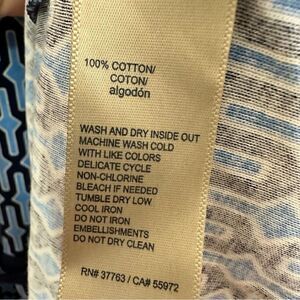 100% COTTON/
COTON/
algodón
WASH AND DRY INSIDE OUT
MACHINE WASH COLD
WITH LIKE COLORS
DELICATE CYCLE
NON-CHLORINE
BLEACH IF NEEDED
TUMBLE DRY LOW
COOL IRON
DO NOT IRON
EMBELLISHMENTS
DO NOT DRY CLEAN
RN# 37763 / CA# 55972